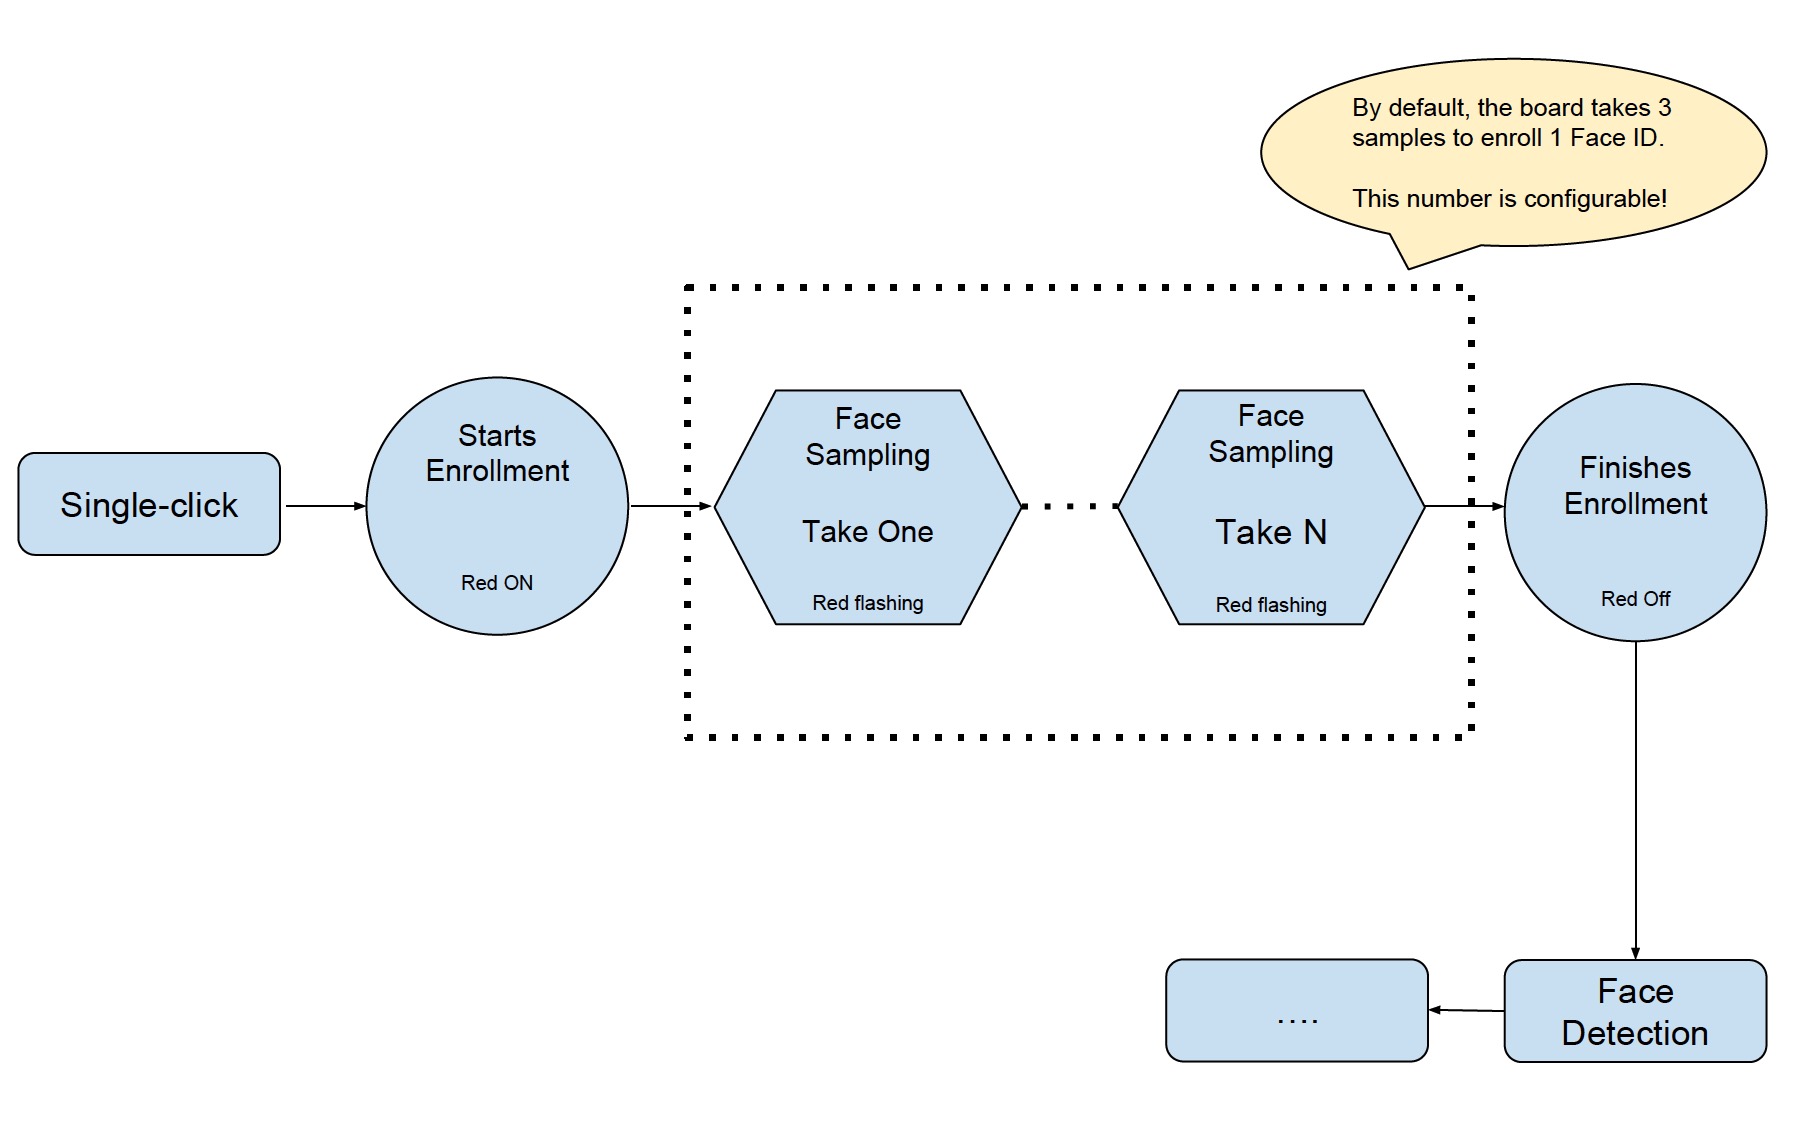 By default, the board takes 3
samples to enroll 1 Face ID.
This number is configurable!
Single-click
Starts
Enrollment
Red ON
Face
Sampling
Take One
Red flashing
Face
Sampling
Take N
Red flashing
Finishes
Enrollment
Red Off
Face
Detection
....